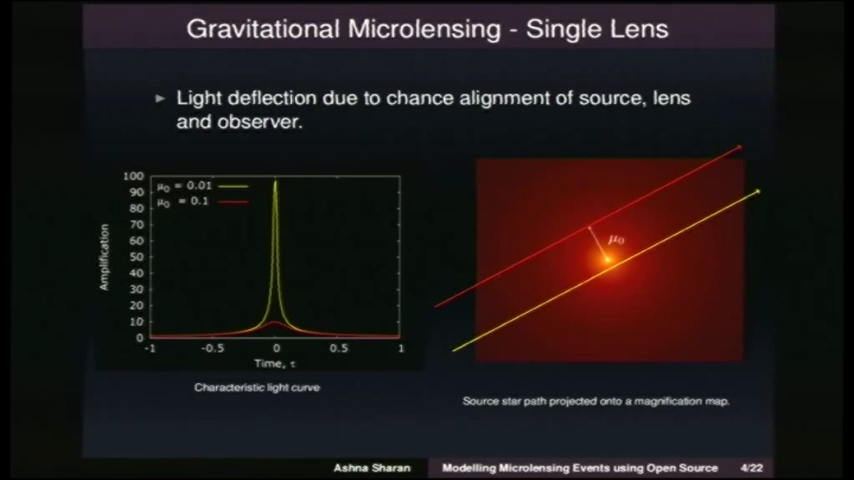 Gravitational Microlensing - Single Lens
Light deflection due to chance alignment of source, lens
and observer.
100
90
80
70
60
50
40
30
20
10
0
Amplification
μ0 = 0.01
μ0 = 0.1
-1
-0.5
0
0.5
1
Time, τ
Characteristic light curve
μ0
Source star path projected onto a magnification map.
Ashna Sharan
Modelling Microlensing Events using Open Source
4/22